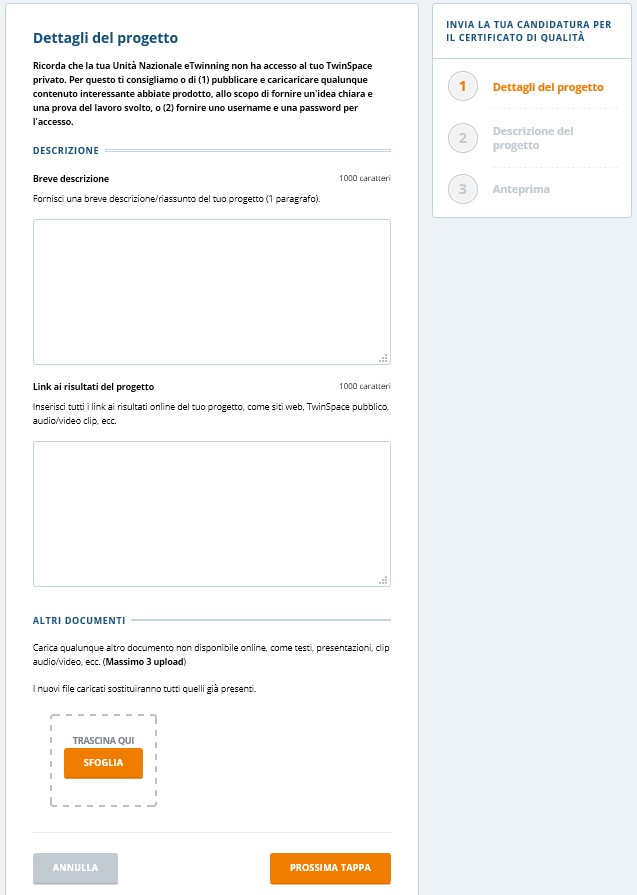 Dettagli del progetto
Ricorda che la tua Unità Nazionale eTwinning non ha accesso al tuo TwinSpace
privato. Per questo ti consigliamo o di (1) pubblicare e caricaricare qualunque
contenuto interessante abbiate prodotto, allo scopo di fornire un'idea chiara e
una prova del lavoro svolto, o (2) fornire uno username e una password per
l'accesso.
DESCRIZIONE
Breve descrizione 1000 caratteri
Fornisci una breve descrizione/riassunto del tuo progetto (1 paragrafo).
Link ai risultati del progetto 1000 caratteri
Inserisci tutti i link ai risultati online del tuo progetto, come siti web, TwinSpace pubblico,
audio/video clip, ecc.
ALTRI DOCUMENTI
Carica qualunque altro documento non disponibile online, come testi, presentazioni, clip
audio/video, ecc. (Massimo 3 upload)
I nuovi file caricati sostituiranno tutti quelli già presenti.
TRASCINA QUI
SFOGLIA
ANNULLA
PROSSIMA TAPPA
INVIA LA TUA CANDIDATURA PER
IL CERTIFICATO DI QUALITÀ
1 Dettagli del progetto
2 Descrizione del
progetto
3 Anteprima